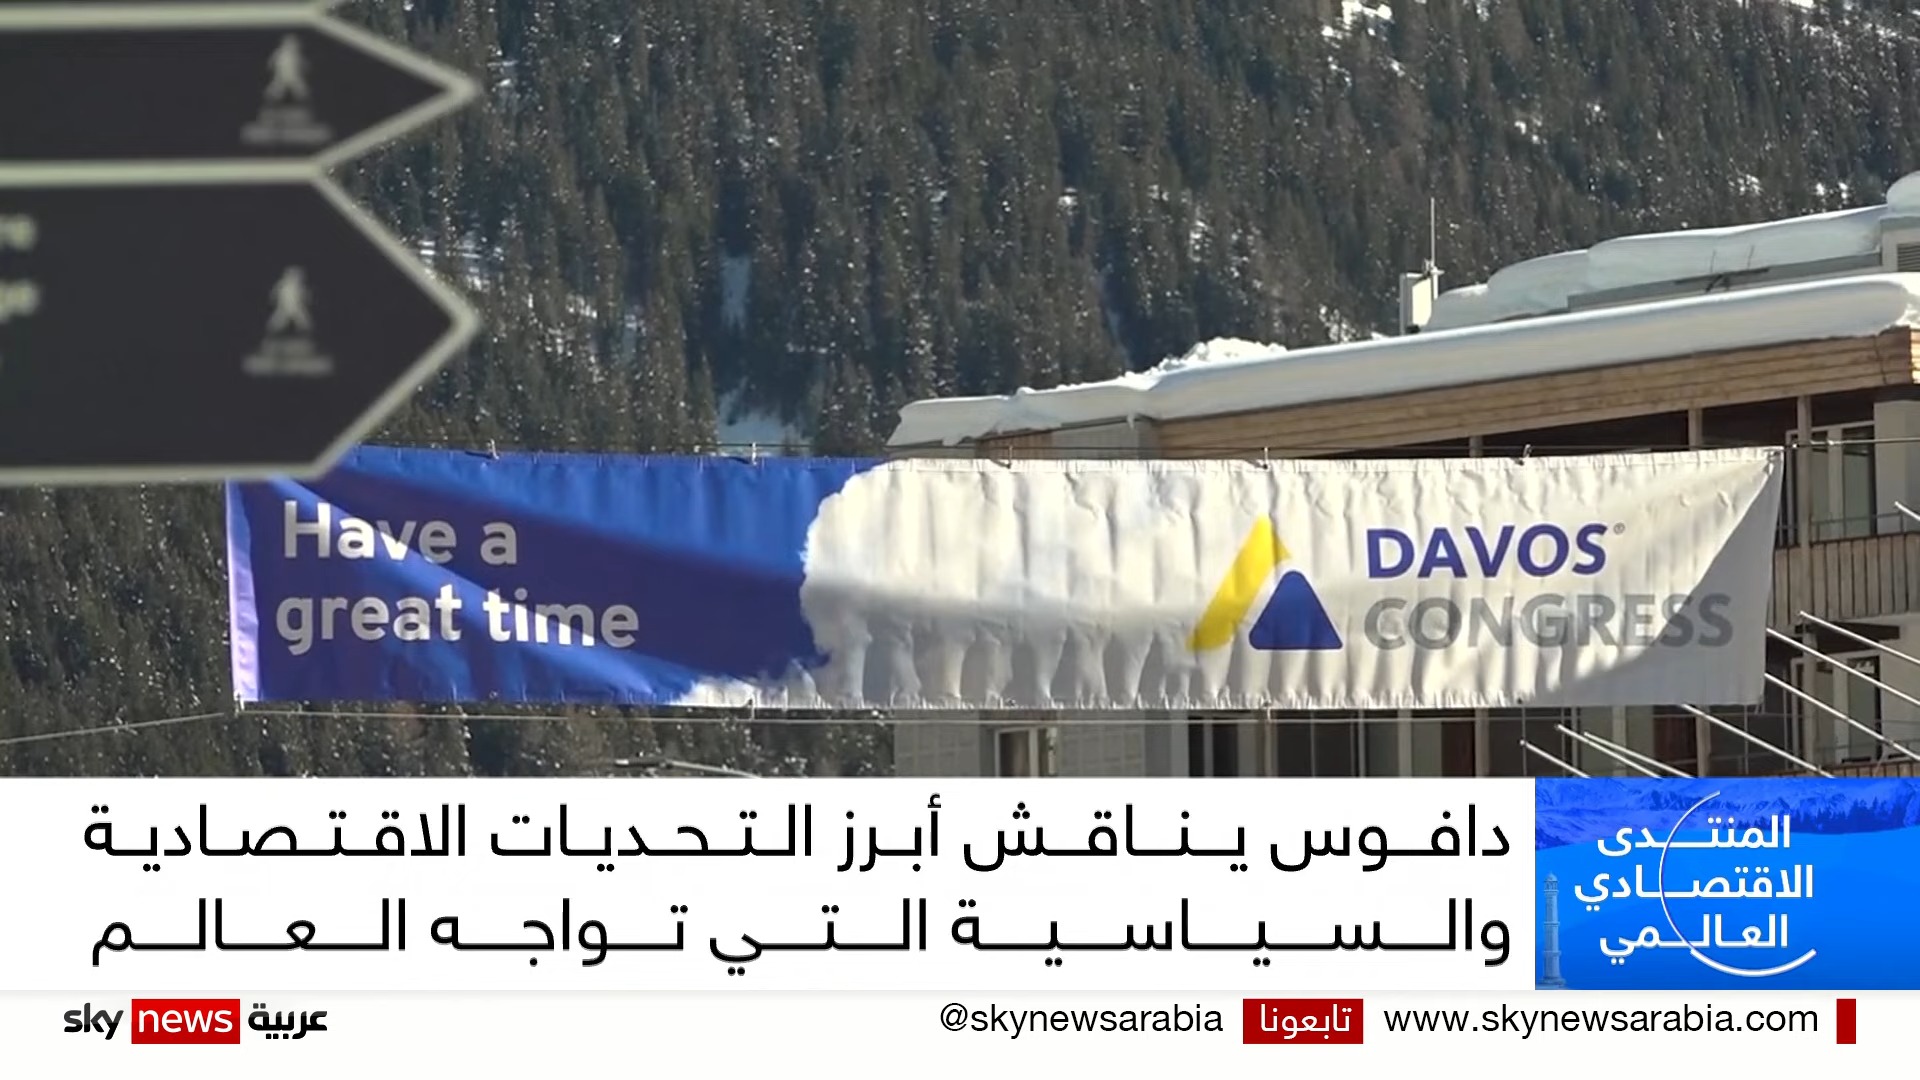 Have a
great time
DAVOS®
CONGRESS
دافوس يناقش أبرز التحديات الاقتصادية
والسياسية التي تواجه العالم
المنتدى
الاقتصادي
العالمي
sky news عربية
@skynewsarabia تابعونا www.skynewsarabia.com